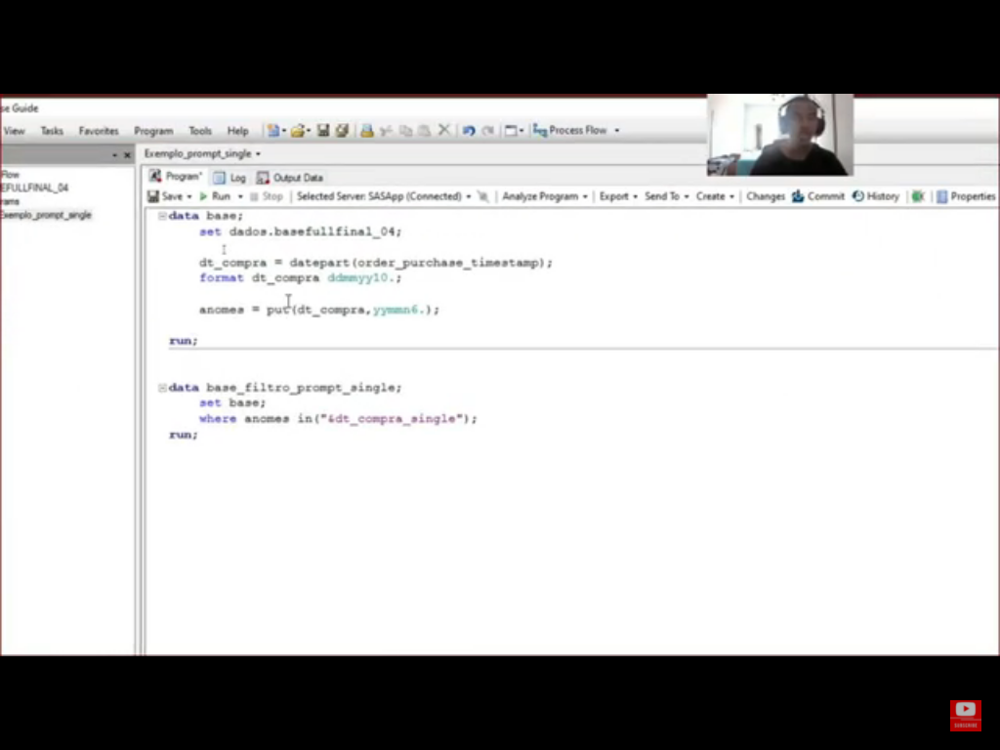 se Guide
View Tasks Favorites Program Tools Help Process Flow
Exemplo_prompt_single
Flow
EFULLFINAL_04
rams
Exemplo_prompt_single
Program* Log Output Data
Save Run Stop Selected Server: SASApp (Connected) Analyze Program Export Send To Create Changes Commit History Properties
data base;
set dados.basefullfinal_04;
dt_compra = datepart(order_purchase_timestamp);
format dt_compra ddmmyy10.;
anomes = put(dt_compra,yymmn6.);
run;
data base_filtro_prompt_single;
set base;
where anomes in("&dt_compra_single");
run;
SUBSCRIBE